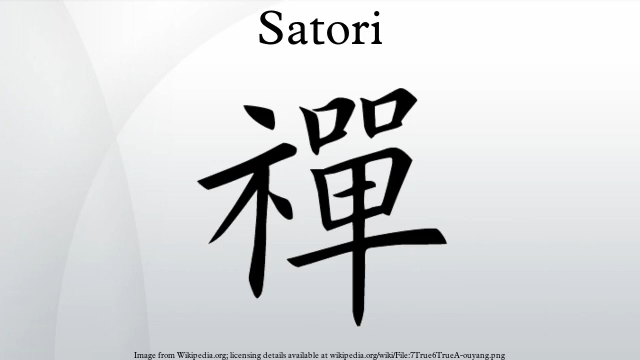 Satori
禪
Image from Wikipedia.org; licensing details available at wikipedia.org/wiki/File:7True6TrueA-ouyang.png